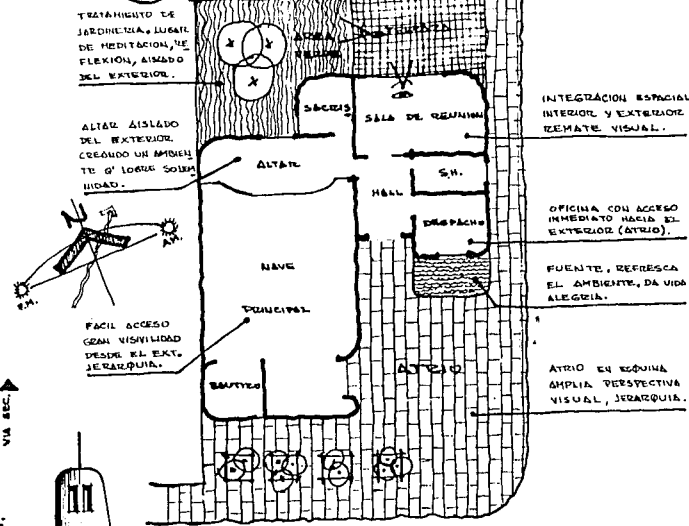 TRATAMIENTO DE
JARDINERIA, LUGAR
DE MEDITACION, RE
FLEXION, AISLADO
DEL EXTERIOR.
AREA
VERDE
SACRIS
SALA DE REUNION
INTEGRACION ESPACIAL
INTERIOR Y EXTERIOR
REMATE VISUAL.
ALTAR AISLADO
DEL EXTERIOR
CREANDO UN AMBIEN
TE Q' LOBRE SOLEM
NIDAD.
ALTAR
S.H.
HALL
DESPACHO
OFICINA CON ACCESO
INMEDIATO HACIA EL
EXTERIOR (ATRIO).
N
A.M.
P.M.
NAVE
PRINCIPAL
FUENTE, REFRESCA
EL AMBIENTE, DA VIDA
ALEGRIA.
FACIL ACCESO
GRAN VISIVILIDAD
DESDE EL EXT.
JERARQUIA.
BAUTIZO
ATRIO
ATRIO EN ESQUINA
AMPLIA PERSPECTIVA
VISUAL, JERARQUIA.
VIA SEC.